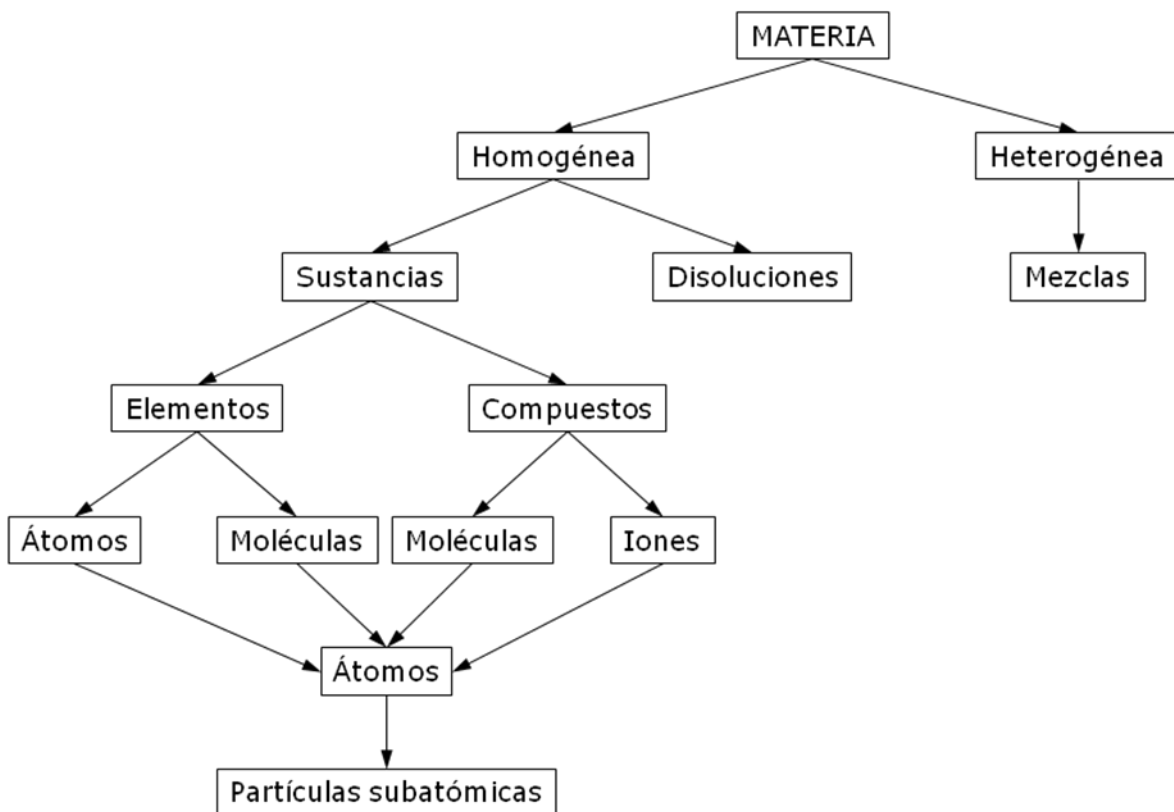 MATERIA
Homogénea
Heterogénea
Sustancias
Disoluciones
Mezclas
Elementos
Compuestos
Átomos
Moléculas
Moléculas
Iones
Átomos
Partículas subatómicas